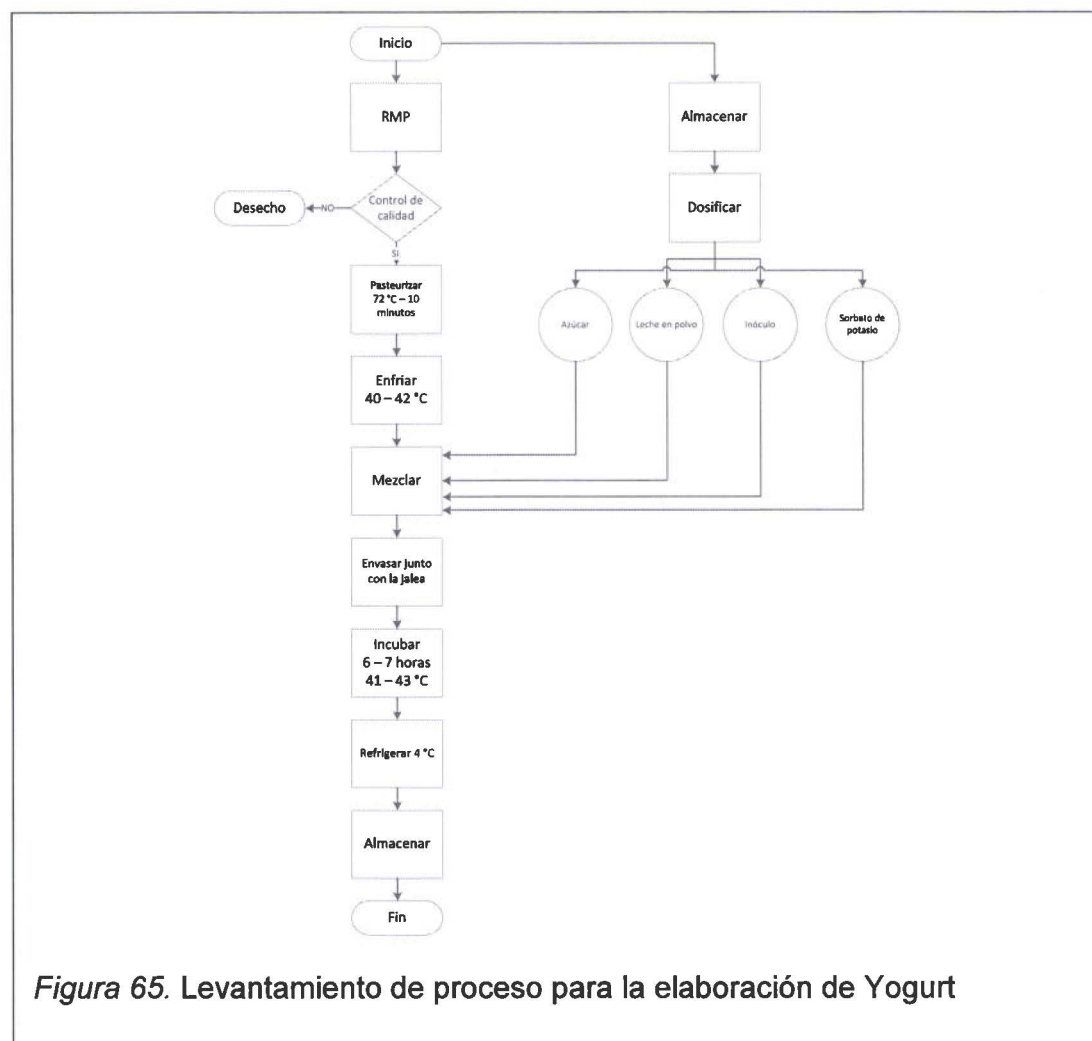 Inicio
RMP
Almacenar
Control de
calidad
Desecho
NO
Dosificar
SI
Pasteurizar
72 °C – 10
minutos
Azúcar
Leche en polvo
Inóculo
Sorbato de
potasio
Enfriar
40 – 42 °C
Mezclar
Envasar junto
con la jalea
Incubar
6 – 7 horas
41 – 43 °C
Refrigerar 4 °C
Almacenar
Fin
Figura 65. Levantamiento de proceso para la elaboración de Yogurt